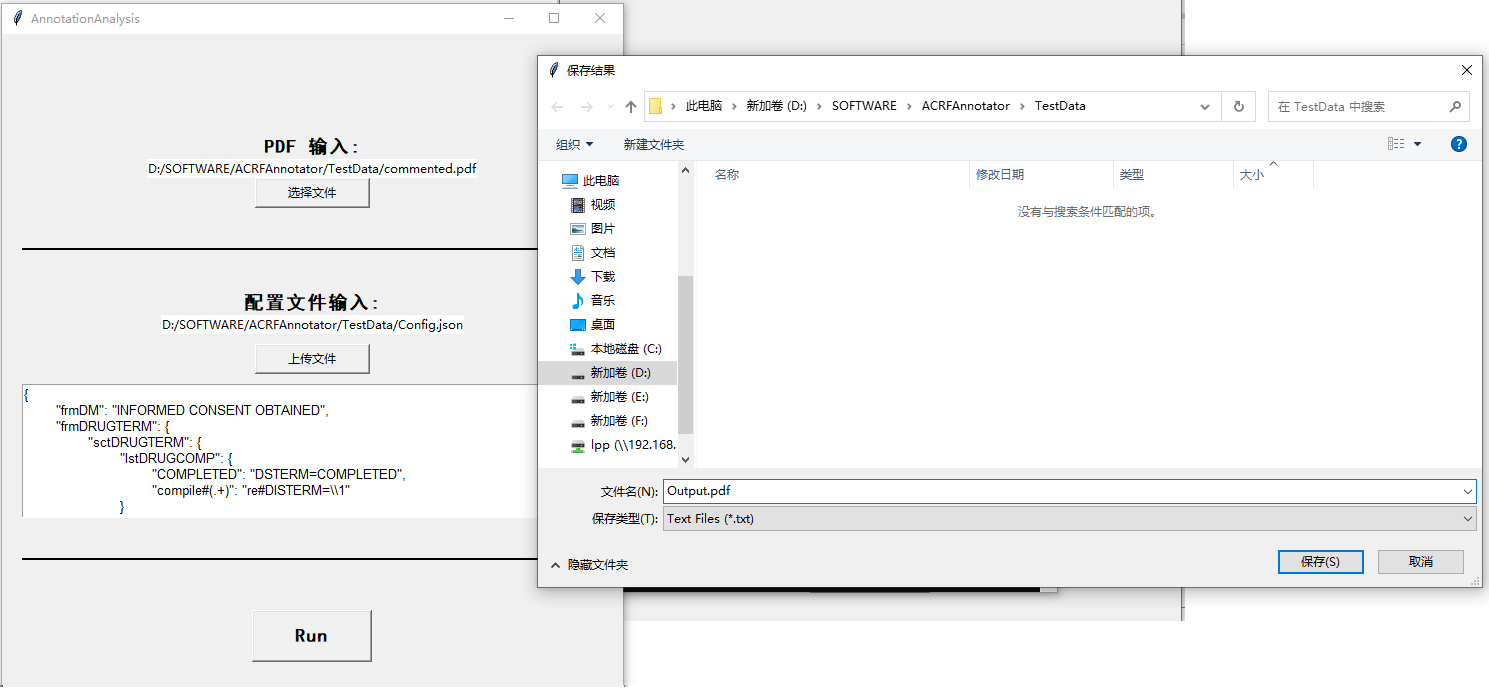 AnnotationAnalysis
PDF 输入:
D:/SOFTWARE/ACRFAnnotator/TestData/commented.pdf
选择文件
配置文件输入:
D:/SOFTWARE/ACRFAnnotator/TestData/Config.json
上传文件
{
"frmDM": "INFORMED CONSENT OBTAINED",
"frmDRUGTERM": {
"sctDRUGTERM": {
"lstDRUGCOMP": {
"COMPLETED": "DSTERM=COMPLETED",
"compile#(.+)": "re#DISTERM=\\1"
}
Run
保存结果
此电脑 › 新加卷 (D:) › SOFTWARE › ACRFAnnotator › TestData
在 TestData 中搜索
组织 新建文件夹
名称 修改日期 类型 大小
没有与搜索条件匹配的项。
此电脑
视频
图片
文档
下载
音乐
桌面
本地磁盘 (C:)
新加卷 (D:)
新加卷 (E:)
新加卷 (F:)
lpp (\\192.168.
文件名(N): Output.pdf
保存类型(T): Text Files (*.txt)
隐藏文件夹
保存(S) 取消